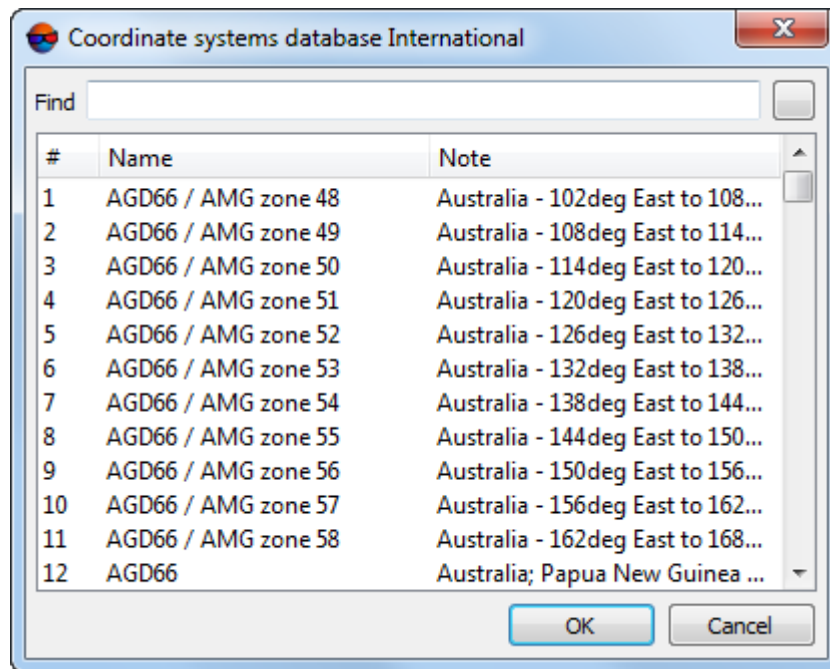 Coordinate systems database International
Find
# Name Note
1 AGD66 / AMG zone 48 Australia - 102deg East to 108...
2 AGD66 / AMG zone 49 Australia - 108deg East to 114...
3 AGD66 / AMG zone 50 Australia - 114deg East to 120...
4 AGD66 / AMG zone 51 Australia - 120deg East to 126...
5 AGD66 / AMG zone 52 Australia - 126deg East to 132...
6 AGD66 / AMG zone 53 Australia - 132deg East to 138...
7 AGD66 / AMG zone 54 Australia - 138deg East to 144...
8 AGD66 / AMG zone 55 Australia - 144deg East to 150...
9 AGD66 / AMG zone 56 Australia - 150deg East to 156...
10 AGD66 / AMG zone 57 Australia - 156deg East to 162...
11 AGD66 / AMG zone 58 Australia - 162deg East to 168...
12 AGD66 Australia; Papua New Guinea ...
OK Cancel